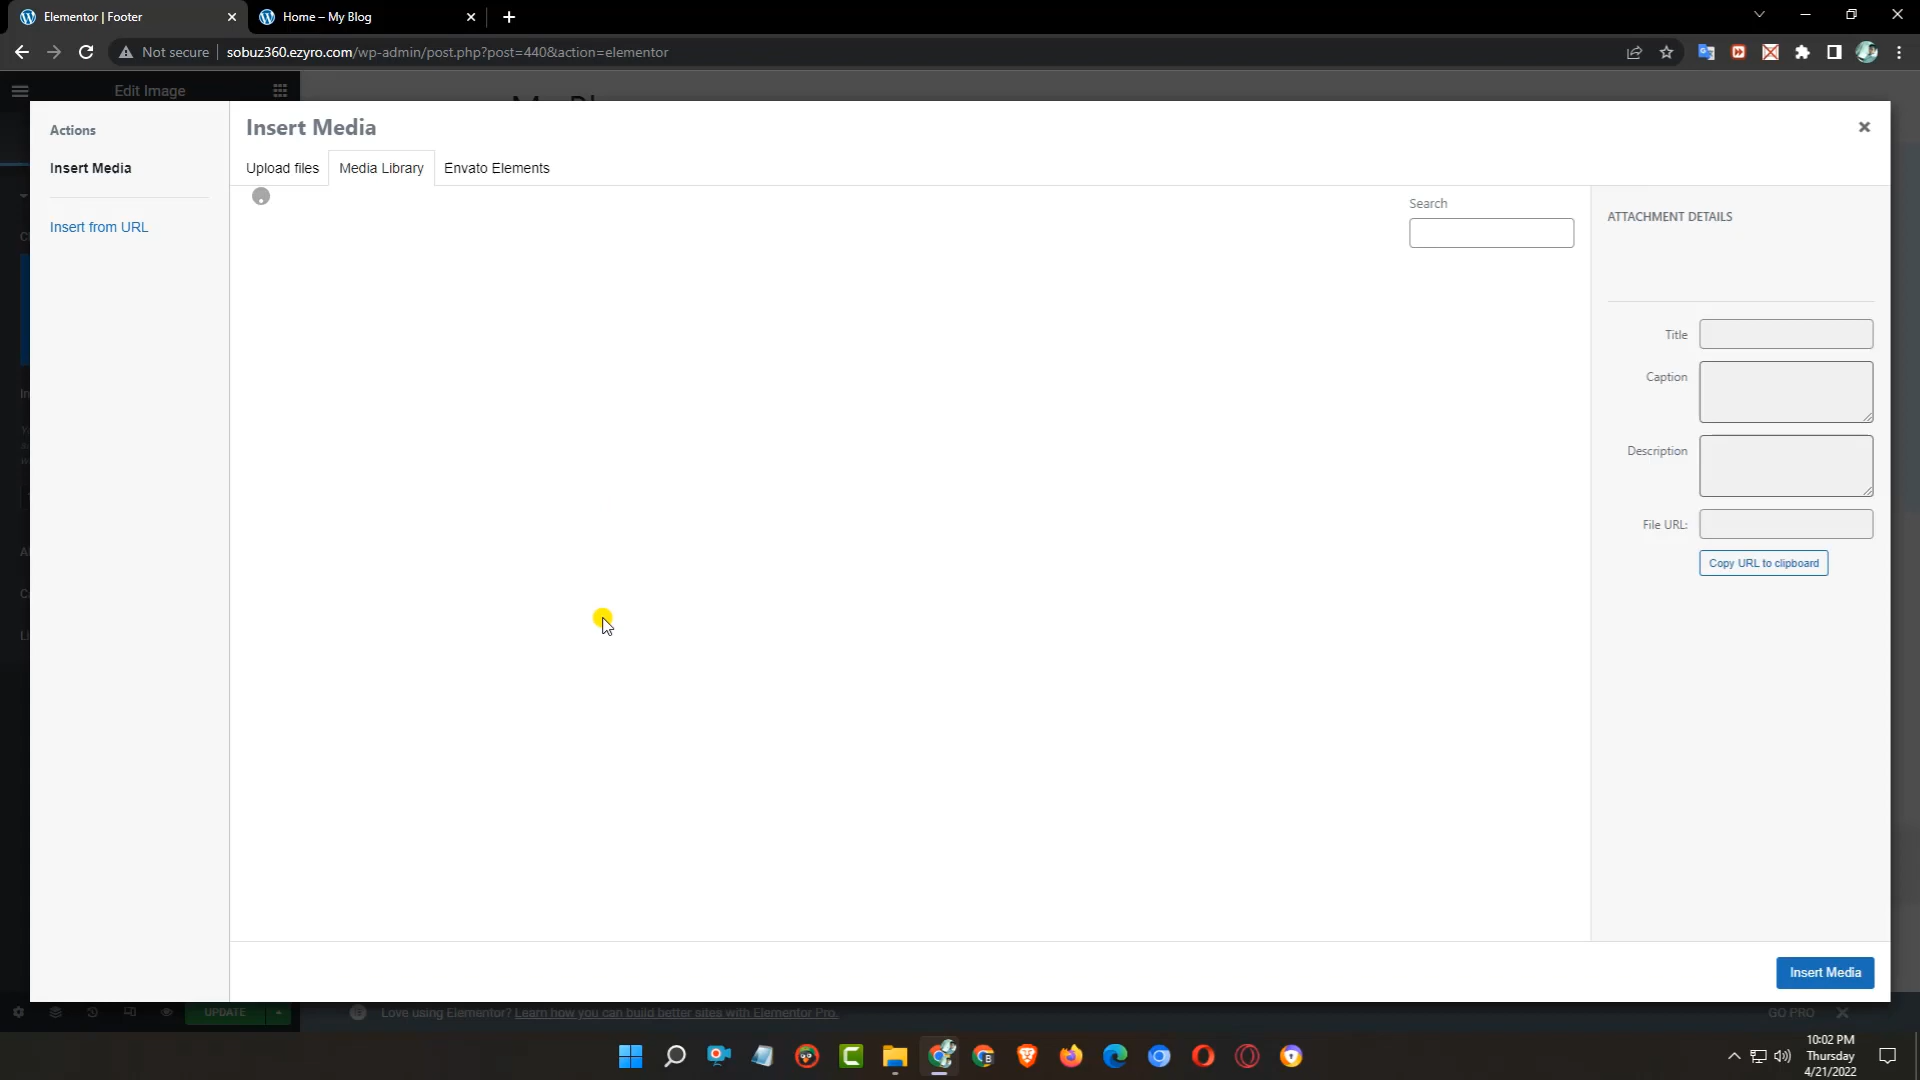 Elementor | Footer
Home – My Blog
Not secure
sobuz360.ezyro.com/wp-admin/post.php?post=440&action=elementor
Edit Image
Actions
Insert Media
Insert from URL
Insert Media
Upload files
Media Library
Envato Elements
Search
ATTACHMENT DETAILS
Title
Caption
Description
File URL:
Copy URL to clipboard
Insert Media
UPDATE
Love using Elementor? Learn how you can build better sites with Elementor Pro.
GO PRO
10:02 PM
Thursday
4/21/2022